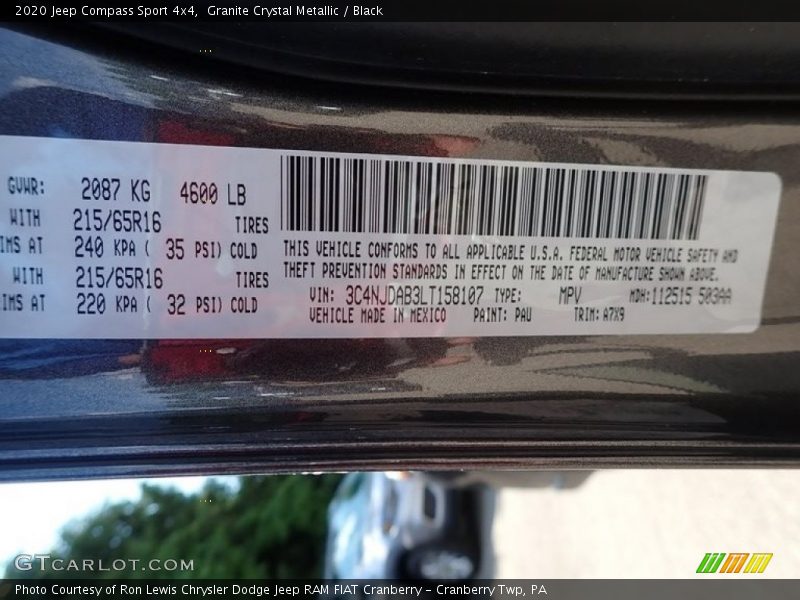 2020 Jeep Compass Sport 4x4,  Granite Crystal Metallic / Black
GVWR: 2087 KG 4600 LB
WITH 215/65R16 TIRES
IMS AT 240 KPA ( 35 PSI) COLD
WITH 215/65R16 TIRES
IMS AT 220 KPA ( 32 PSI) COLD
THIS VEHICLE CONFORMS TO ALL APPLICABLE U.S.A. FEDERAL MOTOR VEHICLE SAFETY AND
THEFT PREVENTION STANDARDS IN EFFECT ON THE DATE OF MANUFACTURE SHOWN ABOVE.
VIN: 3C4NJDAB3LT158107 TYPE: MPV MDH:112515 503AA
VEHICLE MADE IN MEXICO PAINT: PAU TRIM: A7X9
GTCARLOT.COM
Photo Courtesy of Ron Lewis Chrysler Dodge Jeep RAM FIAT Cranberry - Cranberry Twp, PA